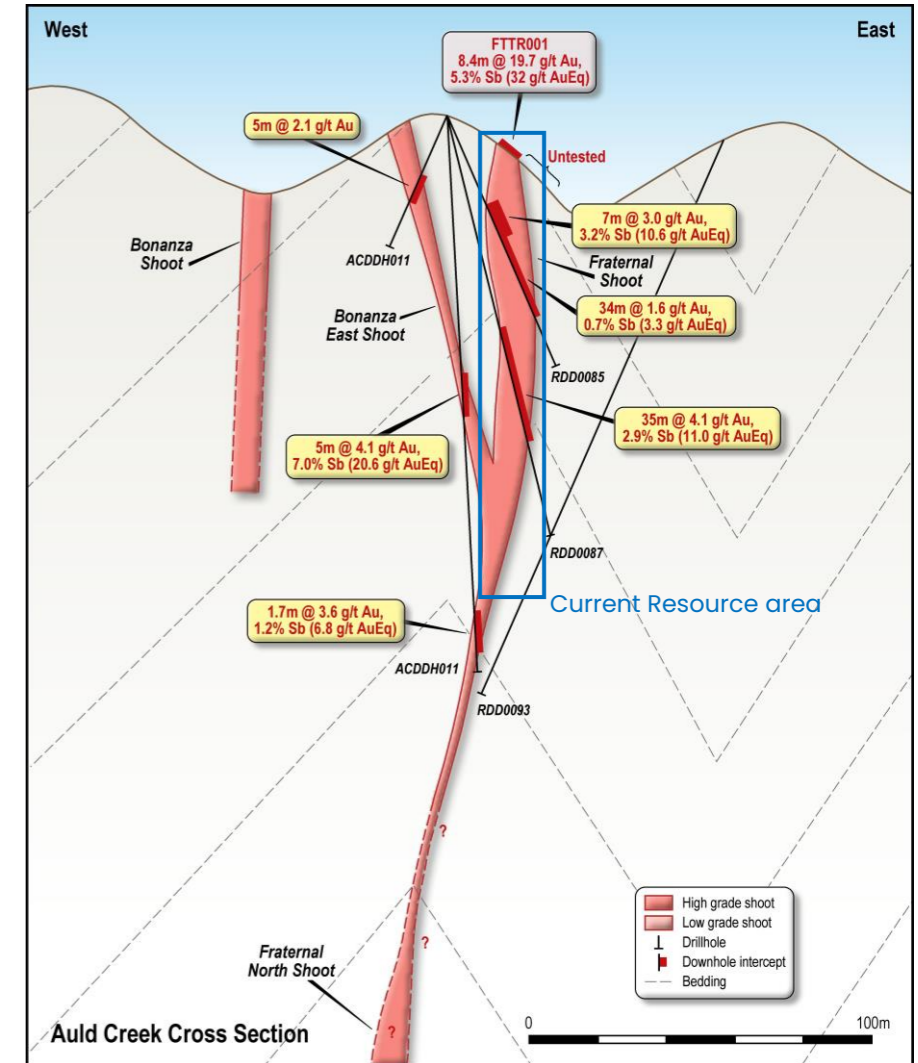 West
East
FTTR001
8.4m @ 19.7 g/t Au,
5.3% Sb (32 g/t AuEq)
5m @ 2.1 g/t Au
Untested
7m @ 3.0 g/t Au,
3.2% Sb (10.6 g/t AuEq)
Bonanza
Shoot
ACDDH011
Fraternal
Shoot
Bonanza
East Shoot
34m @ 1.6 g/t Au,
0.7% Sb (3.3 g/t AuEq)
RDD0085
35m @ 4.1 g/t Au,
2.9% Sb (11.0 g/t AuEq)
5m @ 4.1 g/t Au,
7.0% Sb (20.6 g/t AuEq)
RDD0087
Current Resource area
1.7m @ 3.6 g/t Au,
1.2% Sb (6.8 g/t AuEq)
ACDDH011
RDD0093
?
?
Fraternal
North Shoot
?
High grade shoot
Low grade shoot
Drillhole
Downhole intercept
Bedding
Auld Creek Cross Section
0
100m